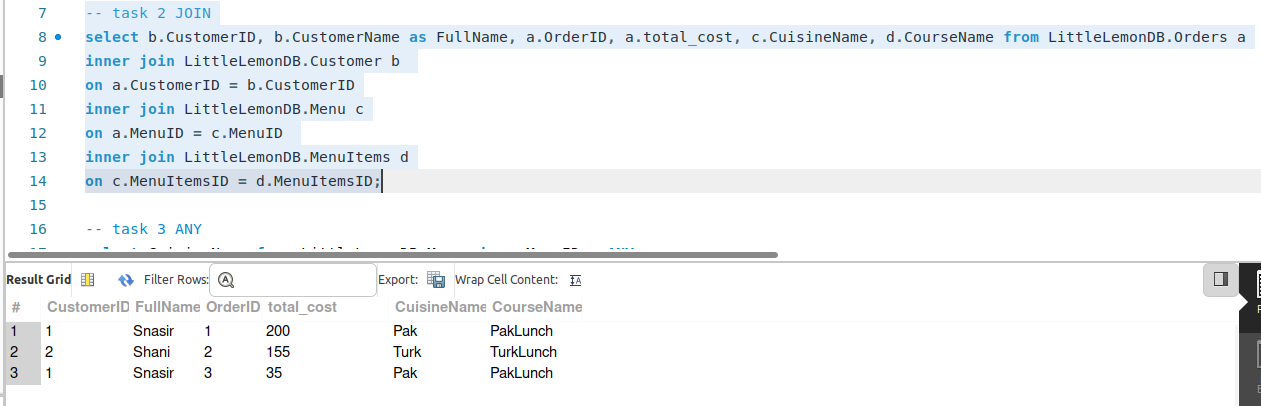 7 -- task 2 JOIN
8 select b.CustomerID, b.CustomerName as FullName, a.OrderID, a.total_cost, c.CuisineName, d.CourseName from LittleLemonDB.Orders a
9 inner join LittleLemonDB.Customer b
10 on a.CustomerID = b.CustomerID
11 inner join LittleLemonDB.Menu c
12 on a.MenuID = c.MenuID
13 inner join LittleLemonDB.MenuItems d
14 on c.MenuItemsID = d.MenuItemsID;
15
16 -- task 3 ANY
Result Grid Filter Rows: Export: Wrap Cell Content:
# CustomerID FullName OrderID total_cost CuisineName CourseName
1 1 Snasir 1 200 Pak PakLunch
2 2 Shani 2 155 Turk TurkLunch
3 1 Snasir 3 35 Pak PakLunch